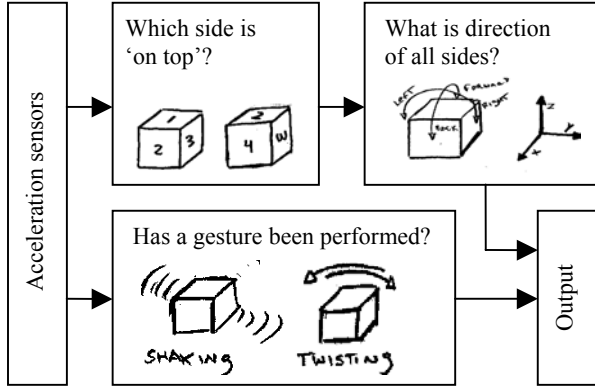 Acceleration sensors
Which side is
‘on top’?
1
2
3
2
4
W
What is direction
of all sides?
LEFT
FORWARD
RIGHT
BACK
Z
Y
X
Has a gesture been performed?
SHAKING
TWISTING
Output